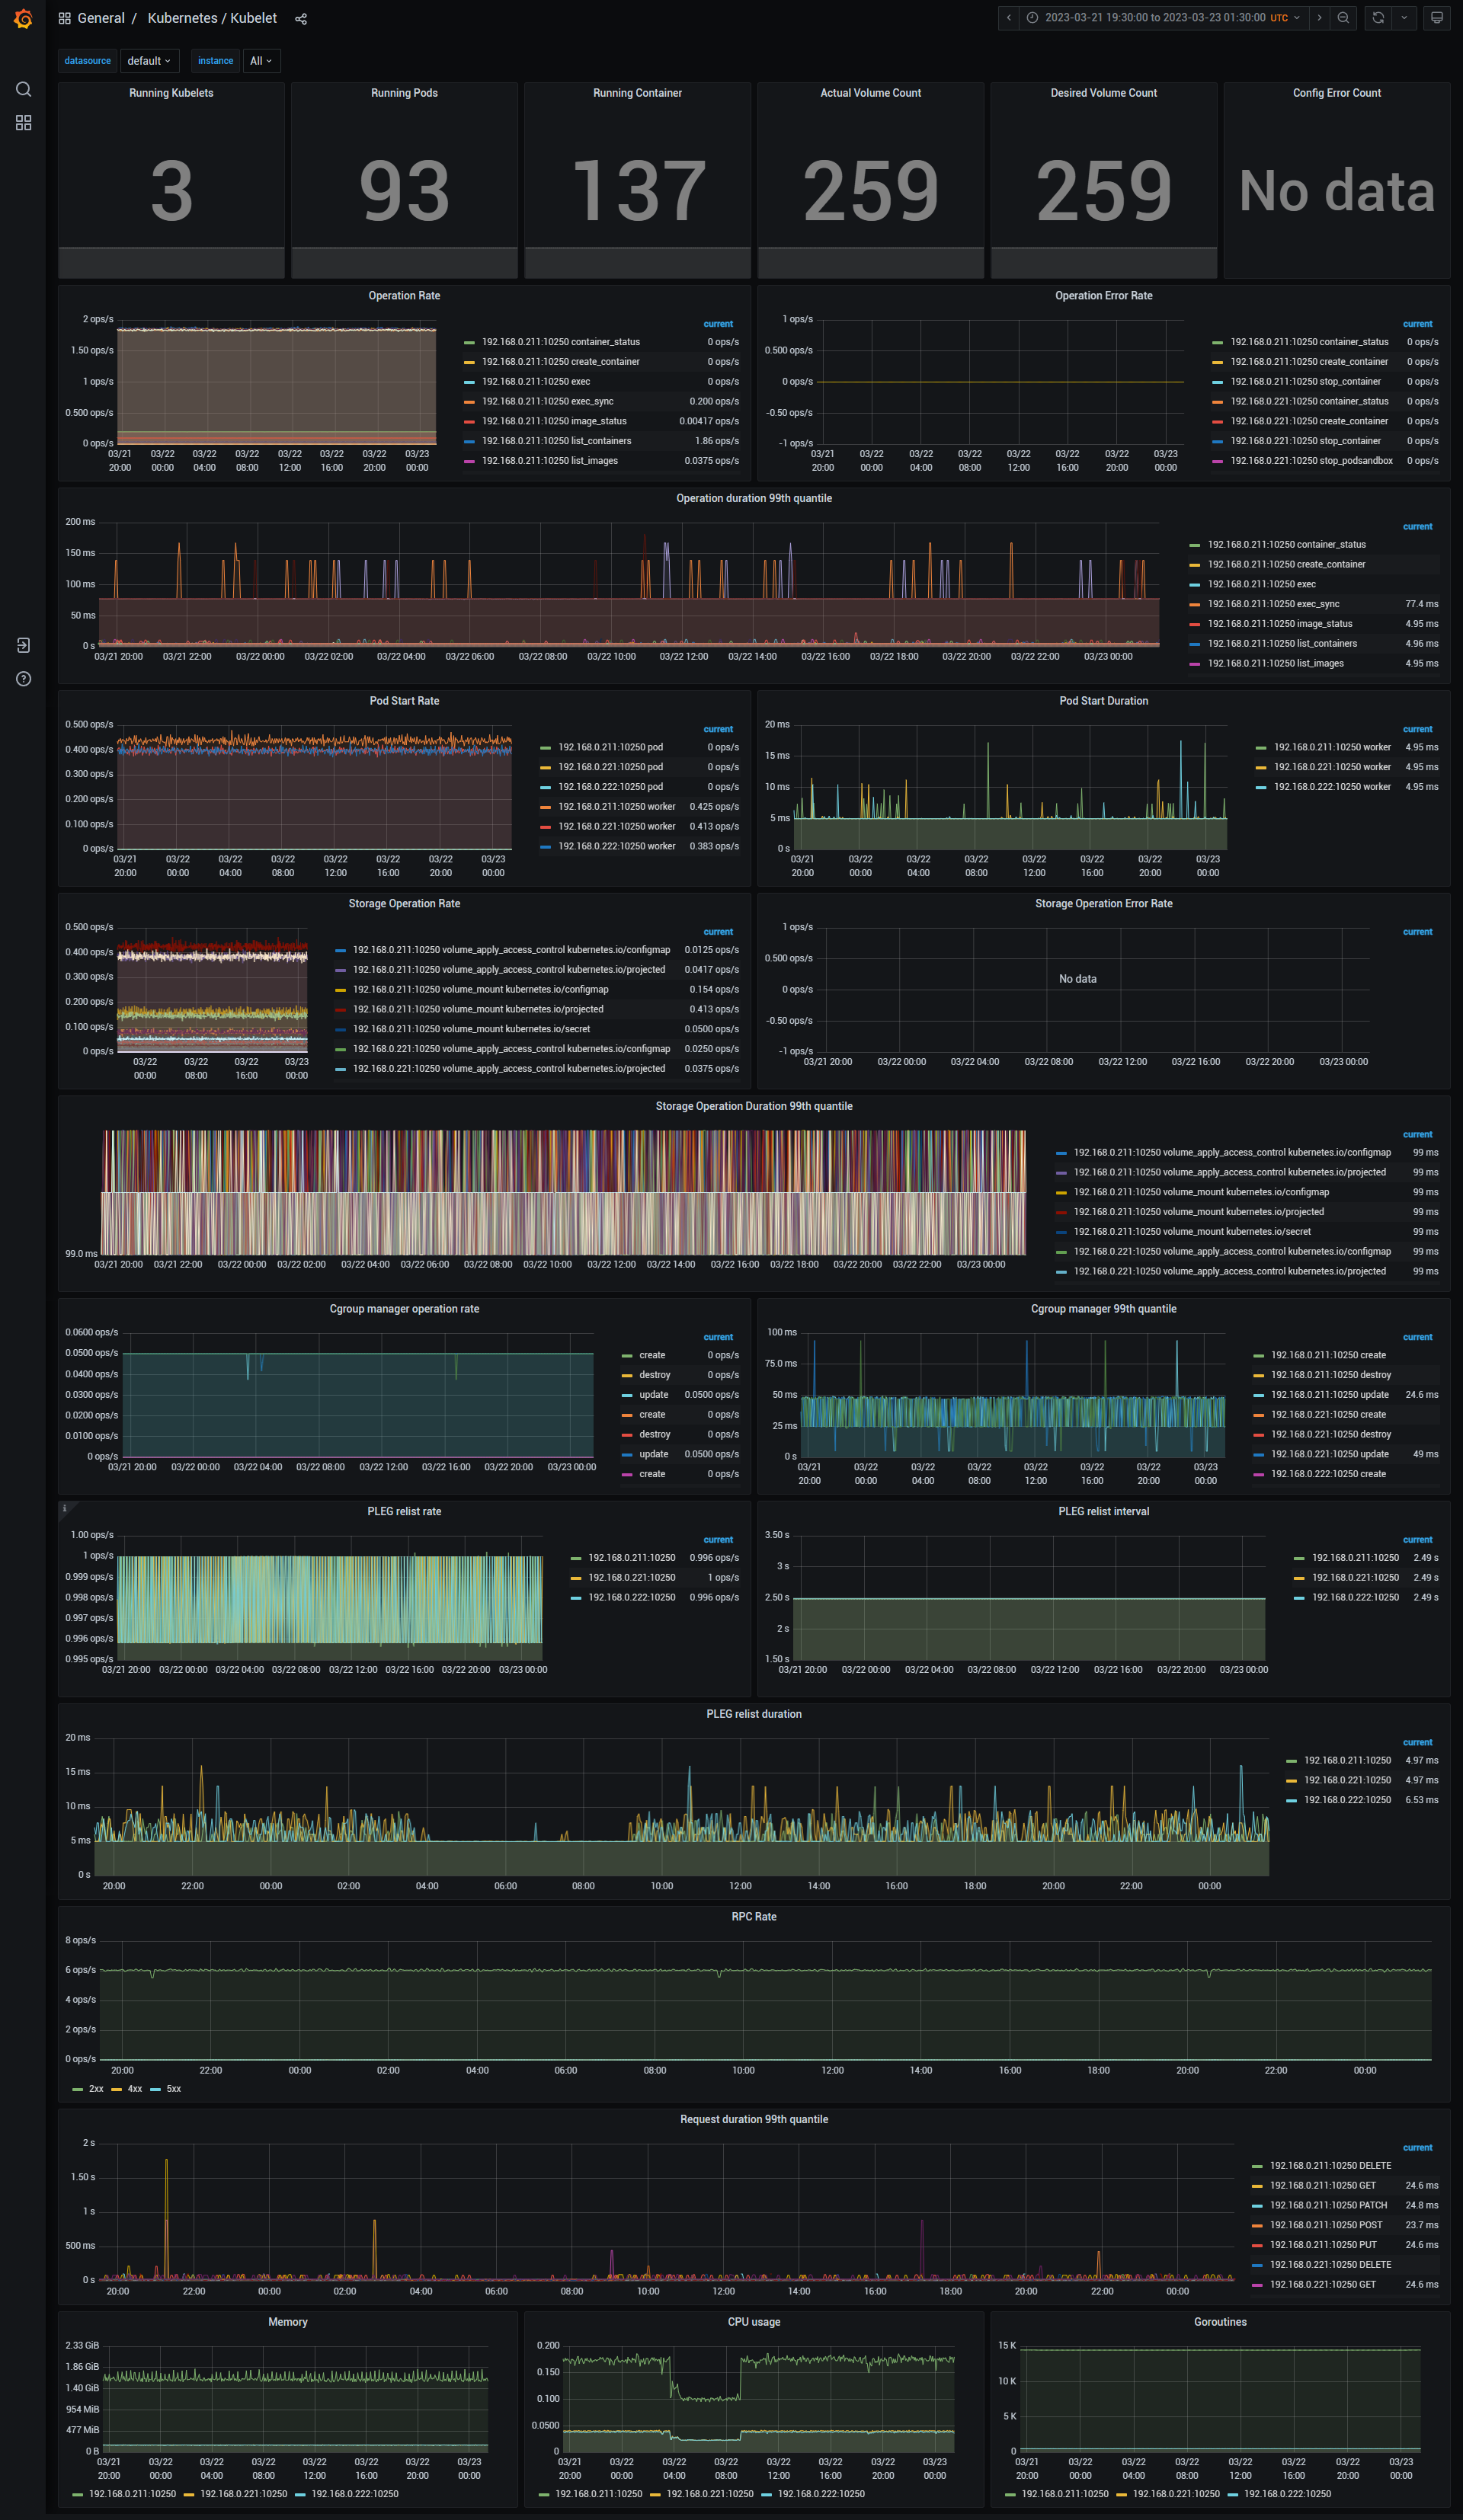 General / Kubernetes / Kubelet
2023-03-21 19:30:00 to 2023-03-23 01:30:00 UTC
datasource default instance All
Running Kubelets
3
Running Pods
93
Running Container
137
Actual Volume Count
259
Desired Volume Count
259
Config Error Count
No data
Operation Rate
2 ops/s
1.50 ops/s
1 ops/s
0.500 ops/s
0 ops/s
03/21 03/22 03/22 03/22 03/22 03/22 03/22 03/23
20:00 00:00 04:00 08:00 12:00 16:00 20:00 00:00
current
192.168.0.211:10250 container_status 0 ops/s
192.168.0.211:10250 create_container 0 ops/s
192.168.0.211:10250 exec 0 ops/s
192.168.0.211:10250 exec_sync 0.200 ops/s
192.168.0.211:10250 image_status 0.00417 ops/s
192.168.0.211:10250 list_containers 1.86 ops/s
192.168.0.211:10250 list_images 0.0375 ops/s
Operation Error Rate
1 ops/s
0.500 ops/s
0 ops/s
-0.50 ops/s
-1 ops/s
03/21 03/22 03/22 03/22 03/22 03/22 03/22 03/23
20:00 00:00 04:00 08:00 12:00 16:00 20:00 00:00
current
192.168.0.211:10250 container_status 0 ops/s
192.168.0.211:10250 create_container 0 ops/s
192.168.0.211:10250 stop_container 0 ops/s
192.168.0.221:10250 container_status 0 ops/s
192.168.0.221:10250 create_container 0 ops/s
192.168.0.221:10250 stop_container 0 ops/s
192.168.0.221:10250 stop_podsandbox 0 ops/s
Operation duration 99th quantile
200 ms
150 ms
100 ms
50 ms
0 s
03/21 20:00 03/21 22:00 03/22 00:00 03/22 02:00 03/22 04:00 03/22 06:00 03/22 08:00 03/22 10:00 03/22 12:00 03/22 14:00 03/22 16:00 03/22 18:00 03/22 20:00 03/22 22:00 03/23 00:00
current
192.168.0.211:10250 container_status
192.168.0.211:10250 create_container
192.168.0.211:10250 exec
192.168.0.211:10250 exec_sync 77.4 ms
192.168.0.211:10250 image_status 4.95 ms
192.168.0.211:10250 list_containers 4.96 ms
192.168.0.211:10250 list_images 4.95 ms
Pod Start Rate
0.500 ops/s
0.400 ops/s
0.300 ops/s
0.200 ops/s
0.100 ops/s
0 ops/s
03/21 03/22 03/22 03/22 03/22 03/22 03/22 03/23
20:00 00:00 04:00 08:00 12:00 16:00 20:00 00:00
current
192.168.0.211:10250 pod 0 ops/s
192.168.0.221:10250 pod 0 ops/s
192.168.0.222:10250 pod 0 ops/s
192.168.0.211:10250 worker 0.425 ops/s
192.168.0.221:10250 worker 0.413 ops/s
192.168.0.222:10250 worker 0.383 ops/s
Pod Start Duration
20 ms
15 ms
10 ms
5 ms
0 s
03/21 03/22 03/22 03/22 03/22 03/22 03/22 03/23
20:00 00:00 04:00 08:00 12:00 16:00 20:00 00:00
current
192.168.0.211:10250 worker 4.95 ms
192.168.0.221:10250 worker 4.95 ms
192.168.0.222:10250 worker 4.95 ms
Storage Operation Rate
0.500 ops/s
0.400 ops/s
0.300 ops/s
0.200 ops/s
0.100 ops/s
0 ops/s
03/22 03/22 03/22 03/23
00:00 08:00 16:00 00:00
current
192.168.0.211:10250 volume_apply_access_control kubernetes.io/configmap 0.0125 ops/s
192.168.0.211:10250 volume_apply_access_control kubernetes.io/projected 0.0417 ops/s
192.168.0.211:10250 volume_mount kubernetes.io/configmap 0.154 ops/s
192.168.0.211:10250 volume_mount kubernetes.io/projected 0.413 ops/s
192.168.0.211:10250 volume_mount kubernetes.io/secret 0.0500 ops/s
192.168.0.221:10250 volume_apply_access_control kubernetes.io/configmap 0.0250 ops/s
192.168.0.221:10250 volume_apply_access_control kubernetes.io/projected 0.0375 ops/s
Storage Operation Error Rate
1 ops/s
0.500 ops/s
0 ops/s
-0.50 ops/s
-1 ops/s
No data
03/21 20:00 03/22 00:00 03/22 04:00 03/22 08:00 03/22 12:00 03/22 16:00 03/22 20:00 03/23 00:00
current
Storage Operation Duration 99th quantile
99.0 ms
03/21 20:00 03/21 22:00 03/22 00:00 03/22 02:00 03/22 04:00 03/22 06:00 03/22 08:00 03/22 10:00 03/22 12:00 03/22 14:00 03/22 16:00 03/22 18:00 03/22 20:00 03/22 22:00 03/23 00:00
current
192.168.0.211:10250 volume_apply_access_control kubernetes.io/configmap 99 ms
192.168.0.211:10250 volume_apply_access_control kubernetes.io/projected 99 ms
192.168.0.211:10250 volume_mount kubernetes.io/configmap 99 ms
192.168.0.211:10250 volume_mount kubernetes.io/projected 99 ms
192.168.0.211:10250 volume_mount kubernetes.io/secret 99 ms
192.168.0.221:10250 volume_apply_access_control kubernetes.io/configmap 99 ms
192.168.0.221:10250 volume_apply_access_control kubernetes.io/projected 99 ms
Cgroup manager operation rate
0.0600 ops/s
0.0500 ops/s
0.0400 ops/s
0.0300 ops/s
0.0200 ops/s
0.0100 ops/s
0 ops/s
03/21 20:00 03/22 00:00 03/22 04:00 03/22 08:00 03/22 12:00 03/22 16:00 03/22 20:00 03/23 00:00
current
create 0 ops/s
destroy 0 ops/s
update 0.0500 ops/s
create 0 ops/s
destroy 0 ops/s
update 0.0500 ops/s
create 0 ops/s
Cgroup manager 99th quantile
100 ms
75.0 ms
50 ms
25 ms
0 s
03/21 03/22 03/22 03/22 03/22 03/22 03/22 03/23
20:00 00:00 04:00 08:00 12:00 16:00 20:00 00:00
current
192.168.0.211:10250 create
192.168.0.211:10250 destroy
192.168.0.211:10250 update 24.6 ms
192.168.0.221:10250 create
192.168.0.221:10250 destroy
192.168.0.221:10250 update 49 ms
192.168.0.222:10250 create
PLEG relist rate
1.00 ops/s
1 ops/s
0.999 ops/s
0.998 ops/s
0.997 ops/s
0.996 ops/s
0.995 ops/s
03/21 20:00 03/22 00:00 03/22 04:00 03/22 08:00 03/22 12:00 03/22 16:00 03/22 20:00 03/23 00:00
current
192.168.0.211:10250 0.996 ops/s
192.168.0.221:10250 1 ops/s
192.168.0.222:10250 0.996 ops/s
PLEG relist interval
3.50 s
3 s
2.50 s
2 s
1.50 s
03/21 20:00 03/22 00:00 03/22 04:00 03/22 08:00 03/22 12:00 03/22 16:00 03/22 20:00 03/23 00:00
current
192.168.0.211:10250 2.49 s
192.168.0.221:10250 2.49 s
192.168.0.222:10250 2.49 s
PLEG relist duration
20 ms
15 ms
10 ms
5 ms
0 s
20:00 22:00 00:00 02:00 04:00 06:00 08:00 10:00 12:00 14:00 16:00 18:00 20:00 22:00 00:00
current
192.168.0.211:10250 4.97 ms
192.168.0.221:10250 4.97 ms
192.168.0.222:10250 6.53 ms
RPC Rate
8 ops/s
6 ops/s
4 ops/s
2 ops/s
0 ops/s
20:00 22:00 00:00 02:00 04:00 06:00 08:00 10:00 12:00 14:00 16:00 18:00 20:00 22:00 00:00
2xx 4xx 5xx
Request duration 99th quantile
2 s
1.50 s
1 s
500 ms
0 s
20:00 22:00 00:00 02:00 04:00 06:00 08:00 10:00 12:00 14:00 16:00 18:00 20:00 22:00 00:00
current
192.168.0.211:10250 DELETE
192.168.0.211:10250 GET 24.6 ms
192.168.0.211:10250 PATCH 24.8 ms
192.168.0.211:10250 POST 23.7 ms
192.168.0.211:10250 PUT 24.6 ms
192.168.0.221:10250 DELETE
192.168.0.221:10250 GET 24.6 ms
Memory
2.33 GiB
1.86 GiB
1.40 GiB
954 MiB
477 MiB
0 B
03/21 03/22 03/22 03/22 03/22 03/22 03/22 03/23
20:00 00:00 04:00 08:00 12:00 16:00 20:00 00:00
192.168.0.211:10250 192.168.0.221:10250 192.168.0.222:10250
CPU usage
0.200
0.150
0.100
0.0500
0
03/21 03/22 03/22 03/22 03/22 03/22 03/22 03/23
20:00 00:00 04:00 08:00 12:00 16:00 20:00 00:00
192.168.0.211:10250 192.168.0.221:10250 192.168.0.222:10250
Goroutines
15 K
10 K
5 K
0
03/21 03/22 03/22 03/22 03/22 03/22 03/22 03/23
20:00 00:00 04:00 08:00 12:00 16:00 20:00 00:00
192.168.0.211:10250 192.168.0.221:10250 192.168.0.222:10250